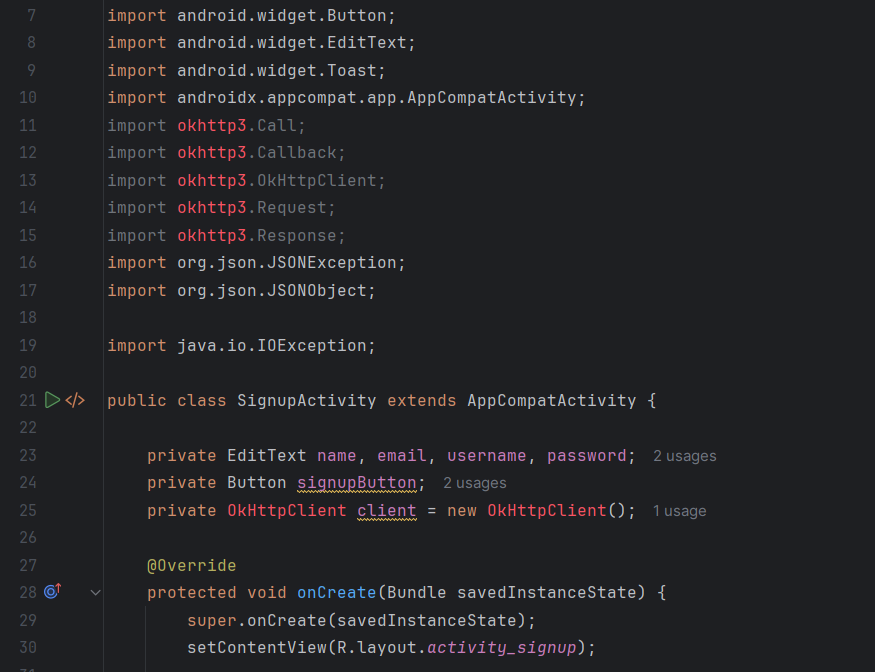 7 import android.widget.Button;
8 import android.widget.EditText;
9 import android.widget.Toast;
10 import androidx.appcompat.app.AppCompatActivity;
11 import okhttp3.Call;
12 import okhttp3.Callback;
13 import okhttp3.OkHttpClient;
14 import okhttp3.Request;
15 import okhttp3.Response;
16 import org.json.JSONException;
17 import org.json.JSONObject;
18
19 import java.io.IOException;
20
21 </> public class SignupActivity extends AppCompatActivity {
22
23 private EditText name, email, username, password; 2 usages
24 private Button signupButton; 2 usages
25 private OkHttpClient client = new OkHttpClient(); 1 usage
26
27 @Override
28 protected void onCreate(Bundle savedInstanceState) {
29 super.onCreate(savedInstanceState);
30 setContentView(R.layout.activity_signup);